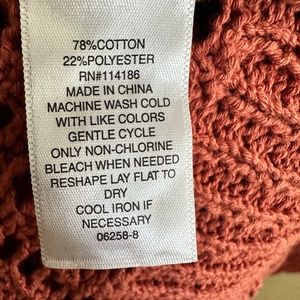 78%COTTON
22%POLYESTER
RN#114186
MADE IN CHINA
MACHINE WASH COLD
WITH LIKE COLORS
GENTLE CYCLE
ONLY NON-CHLORINE
BLEACH WHEN NEEDED
RESHAPE LAY FLAT TO
DRY
COOL IRON IF
NECESSARY
06258-8